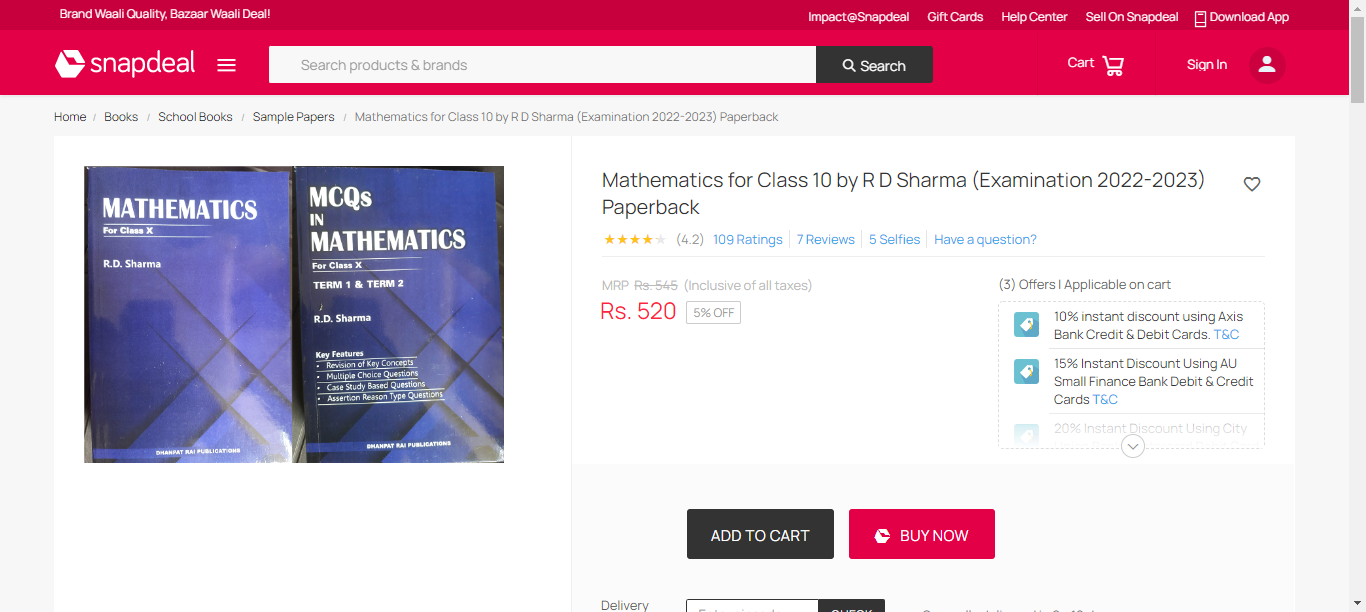 Brand Waali Quality, Bazaar Waali Deal!
Impact@Snapdeal Gift Cards Help Center Sell On Snapdeal Download App
snapdeal
Search products & brands
Search
Cart
Sign In
Home / Books / School Books / Sample Papers / Mathematics for Class 10 by R D Sharma (Examination 2022-2023) Paperback
MATHEMATICS
For Class X
R.D. Sharma
DHANPAT RAI PUBLICATIONS
MCQs
IN
MATHEMATICS
For Class X
TERM 1 & TERM 2
R.D. Sharma
Key Features
• Revision of Key Concepts
• Multiple Choice Questions
• Case Study Based Questions
• Assertion Reason Type Questions
DHANPAT RAI PUBLICATIONS
Mathematics for Class 10 by R D Sharma (Examination 2022-2023)
Paperback
(4.2) 109 Ratings 7 Reviews 5 Selfies Have a question?
MRP Rs. 545 (Inclusive of all taxes)
Rs. 520 5% OFF
(3) Offers | Applicable on cart
10% instant discount using Axis
Bank Credit & Debit Cards. T&C
15% Instant Discount Using AU
Small Finance Bank Debit & Credit
Cards T&C
20% Instant Discount Using City
ADD TO CART
BUY NOW
Delivery
CHECK